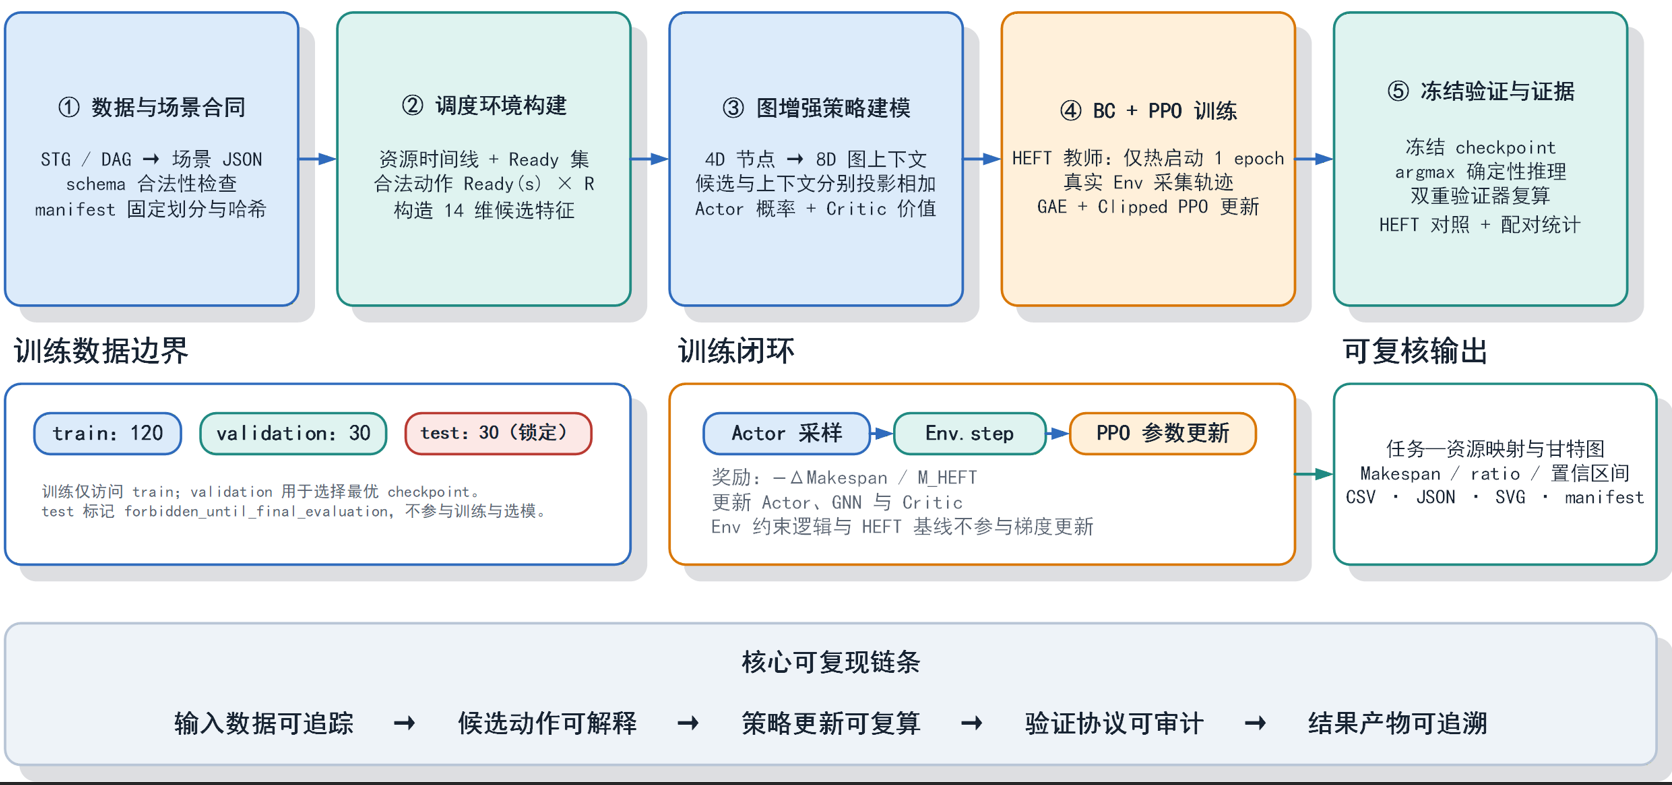 ① 数据与场景合同
STG / DAG → 场景 JSON
schema 合法性检查
manifest 固定划分与哈希
② 调度环境构建
资源时间线 + Ready 集
合法动作 Ready(s) × R
构造 14 维候选特征
③ 图增强策略建模
4D 节点 → 8D 图上下文
候选与上下文分别投影相加
Actor 概率 + Critic 价值
④ BC + PPO 训练
HEFT 教师：仅热启动 1 epoch
真实 Env 采集轨迹
GAE + Clipped PPO 更新
⑤ 冻结验证与证据
冻结 checkpoint
argmax 确定性推理
双重验证器复算
HEFT 对照 + 配对统计
训练数据边界
train：120
validation：30
test：30（锁定）
训练仅访问 train；validation 用于选择最优 checkpoint。
test 标记 forbidden_until_final_evaluation，不参与训练与选模。
训练闭环
Actor 采样
Env.step
PPO 参数更新
奖励：−ΔMakespan / M_HEFT
更新 Actor、GNN 与 Critic
Env 约束逻辑与 HEFT 基线不参与梯度更新
可复核输出
任务—资源映射与甘特图
Makespan / ratio / 置信区间
CSV · JSON · SVG · manifest
核心可复现链条
输入数据可追踪 → 候选动作可解释 → 策略更新可复算 → 验证协议可审计 → 结果产物可追溯